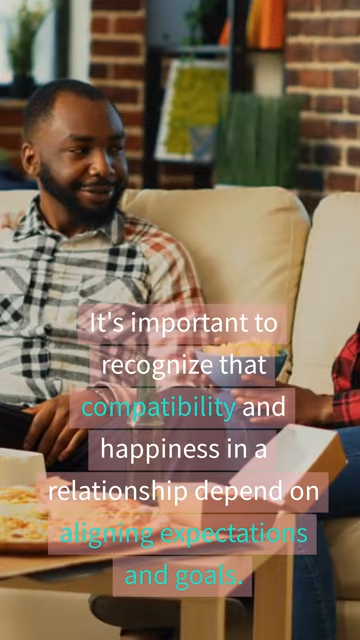 It's important to
recognize that
compatibility and
happiness in a
relationship depend on
aligning expectations
and goals.